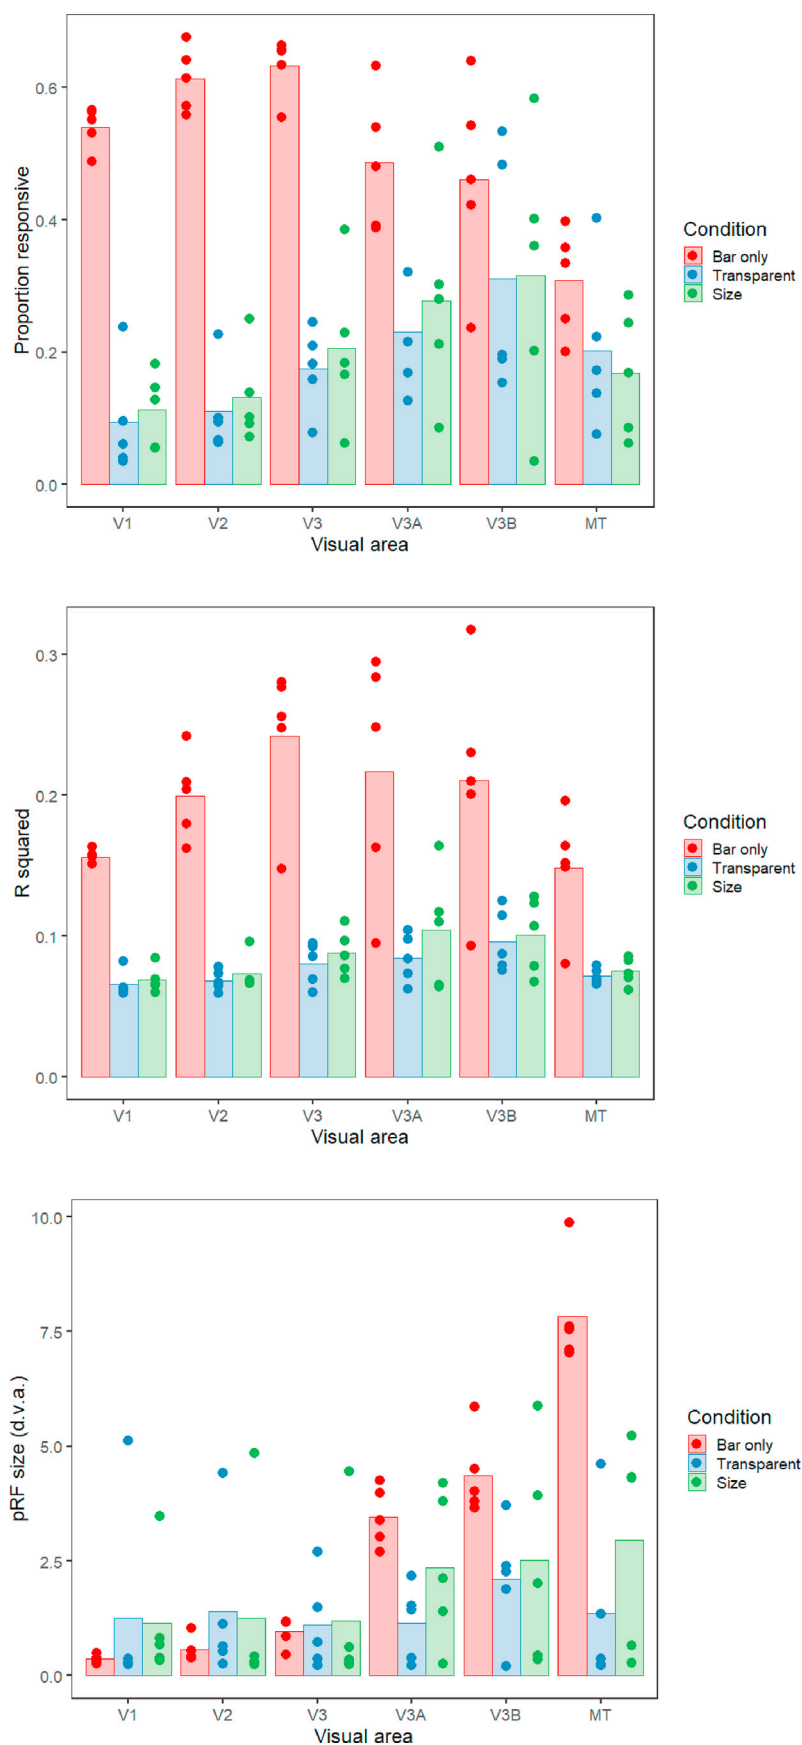 Proportion responsive
0.6
0.4
0.2
0.0
V1 V2 V3 V3A V3B MT
Visual area
Condition
Bar only
Transparent
Size
R squared
0.3
0.2
0.1
0.0
V1 V2 V3 V3A V3B MT
Visual area
Condition
Bar only
Transparent
Size
pRF size (d.v.a.)
10.0
7.5
5.0
2.5
0.0
V1 V2 V3 V3A V3B MT
Visual area
Condition
Bar only
Transparent
Size